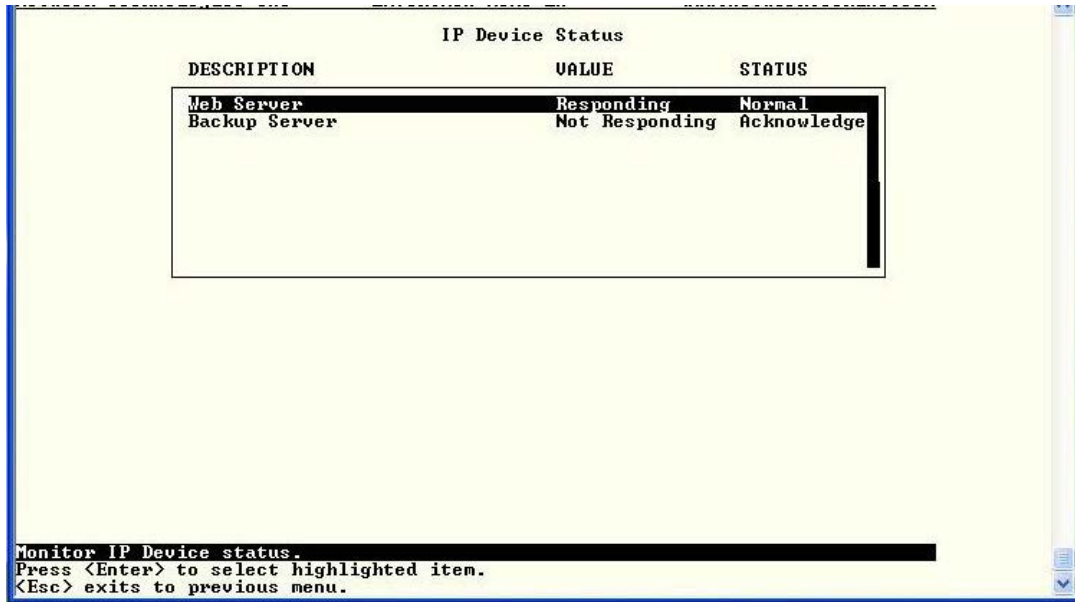 IP Device Status
DESCRIPTION VALUE STATUS
Web Server Responding Normal
Backup Server Not Responding Acknowledge
Monitor IP Device status.
Press <Enter> to select highlighted item.
<Esc> exits to previous menu.